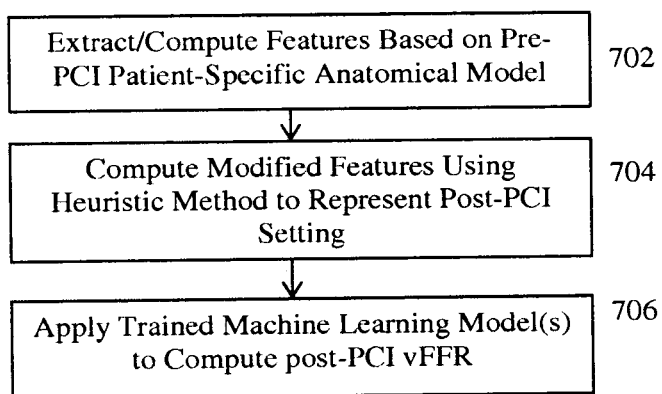 Extract/Compute Features Based on Pre-
PCI Patient-Specific Anatomical Model
702
Compute Modified Features Using
Heuristic Method to Represent Post-PCI
Setting
704
Apply Trained Machine Learning Model(s)
to Compute post-PCI vFFR
706